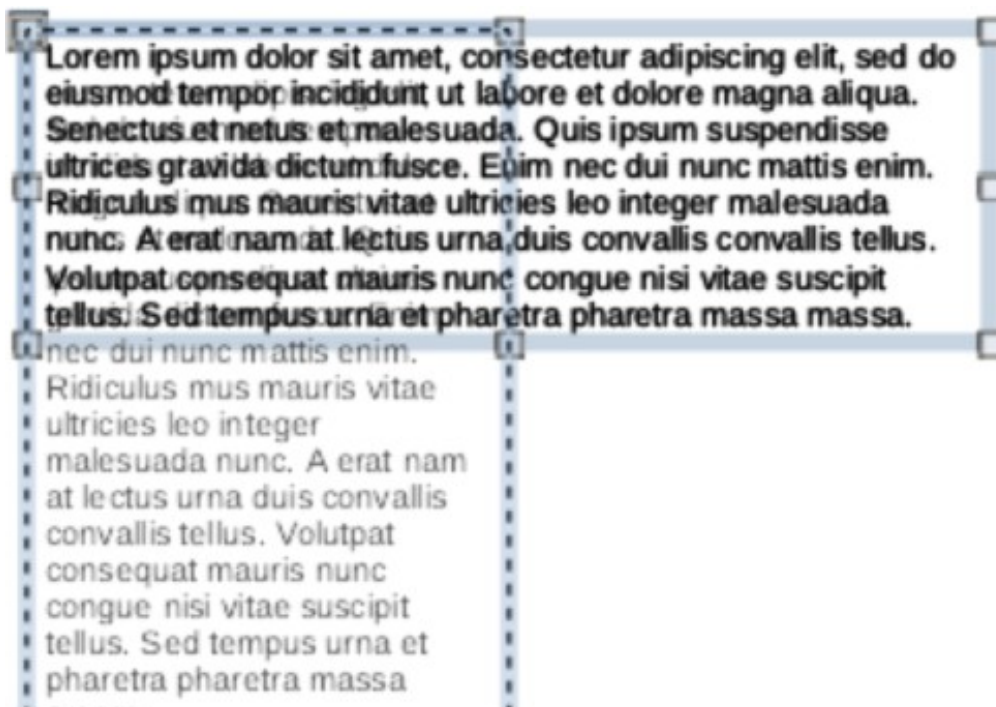 Lorem ipsum dolor sit amet, consectetur adipiscing elit, sed do
eiusmod tempor incididunt ut labore et dolore magna aliqua.
Senectus et netus et malesuada. Quis ipsum suspendisse
ultrices gravida dictum fusce. Enim nec dui nunc mattis enim.
Ridiculus mus mauris vitae ultricies leo integer malesuada
nunc. A erat nam at lectus urna duis convallis convallis tellus.
Volutpat consequat mauris nunc congue nisi vitae suscipit
tellus. Sed tempus urna et pharetra pharetra massa massa.
nec dui nunc mattis enim.
Ridiculus mus mauris vitae
ultricies leo integer
malesuada nunc. A erat nam
at lectus urna duis convallis
convallis tellus. Volutpat
consequat mauris nunc
congue nisi vitae suscipit
tellus. Sed tempus urna et
pharetra pharetra massa